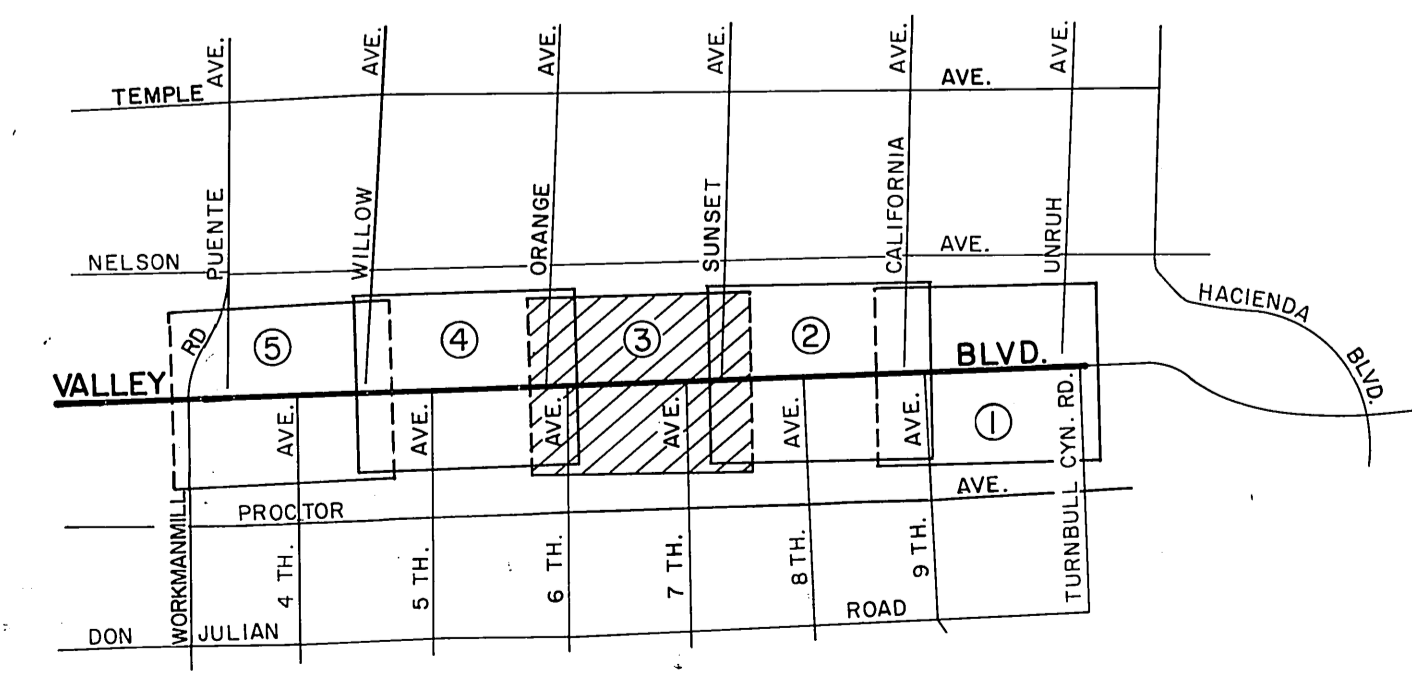 AVE.
AVE.
AVE.
AVE.
AVE.
AVE.
TEMPLE
AVE.
PUENTE
WILLOW
ORANGE
SUNSET
CALIFORNIA
UNRUH
NELSON
AVE.
HACIENDA
BLVD.
RD
5
4
3
2
VALLEY
BLVD.
AVE.
AVE.
AVE.
AVE.
AVE.
AVE.
1
TURNBULL CYN. RD.
PROCTOR
AVE.
WORKMANMILL
4 TH.
5 TH.
6 TH.
7 TH.
8 TH.
9 TH.
DON JULIAN
ROAD